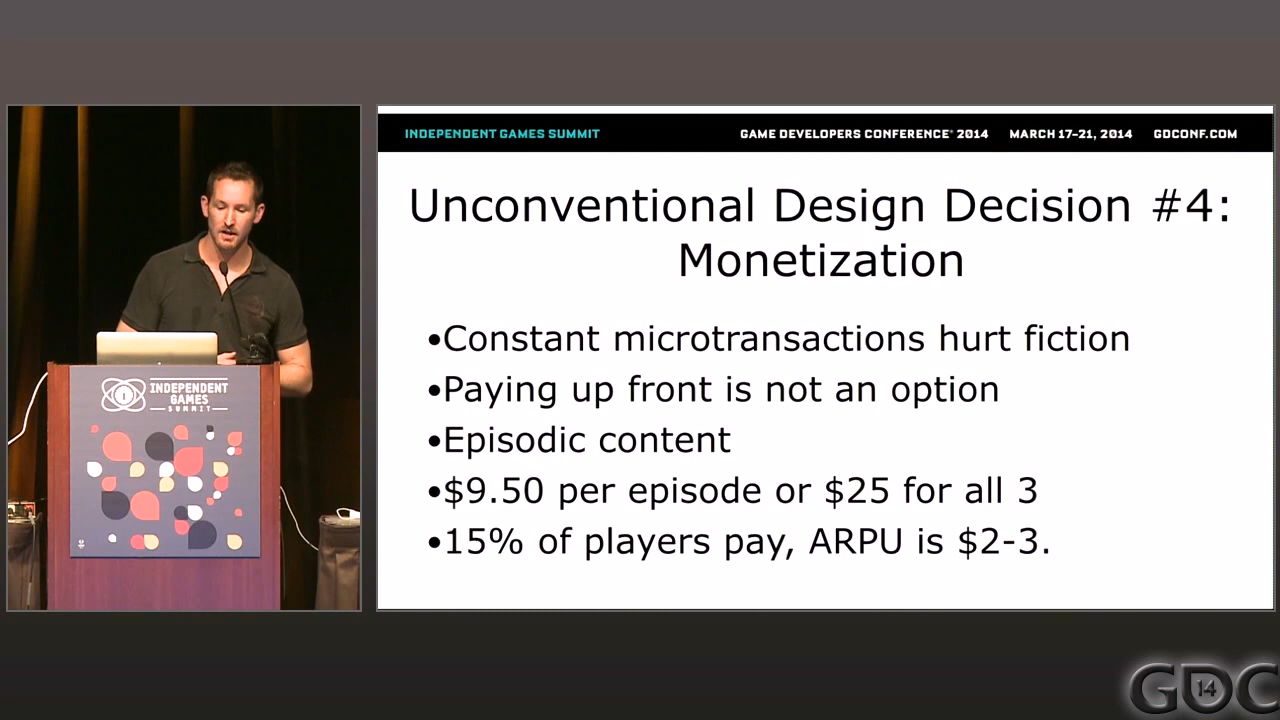 INDEPENDENT GAMES SUMMIT
GAME DEVELOPERS CONFERENCE® 2014 MARCH 17–21, 2014 GDCONF.COM
Unconventional Design Decision #4:
Monetization
•Constant microtransactions hurt fiction
•Paying up front is not an option
•Episodic content
•$9.50 per episode or $25 for all 3
•15% of players pay, ARPU is $2-3.
INDEPENDENT
GAMES
SUMMIT
GDC
14